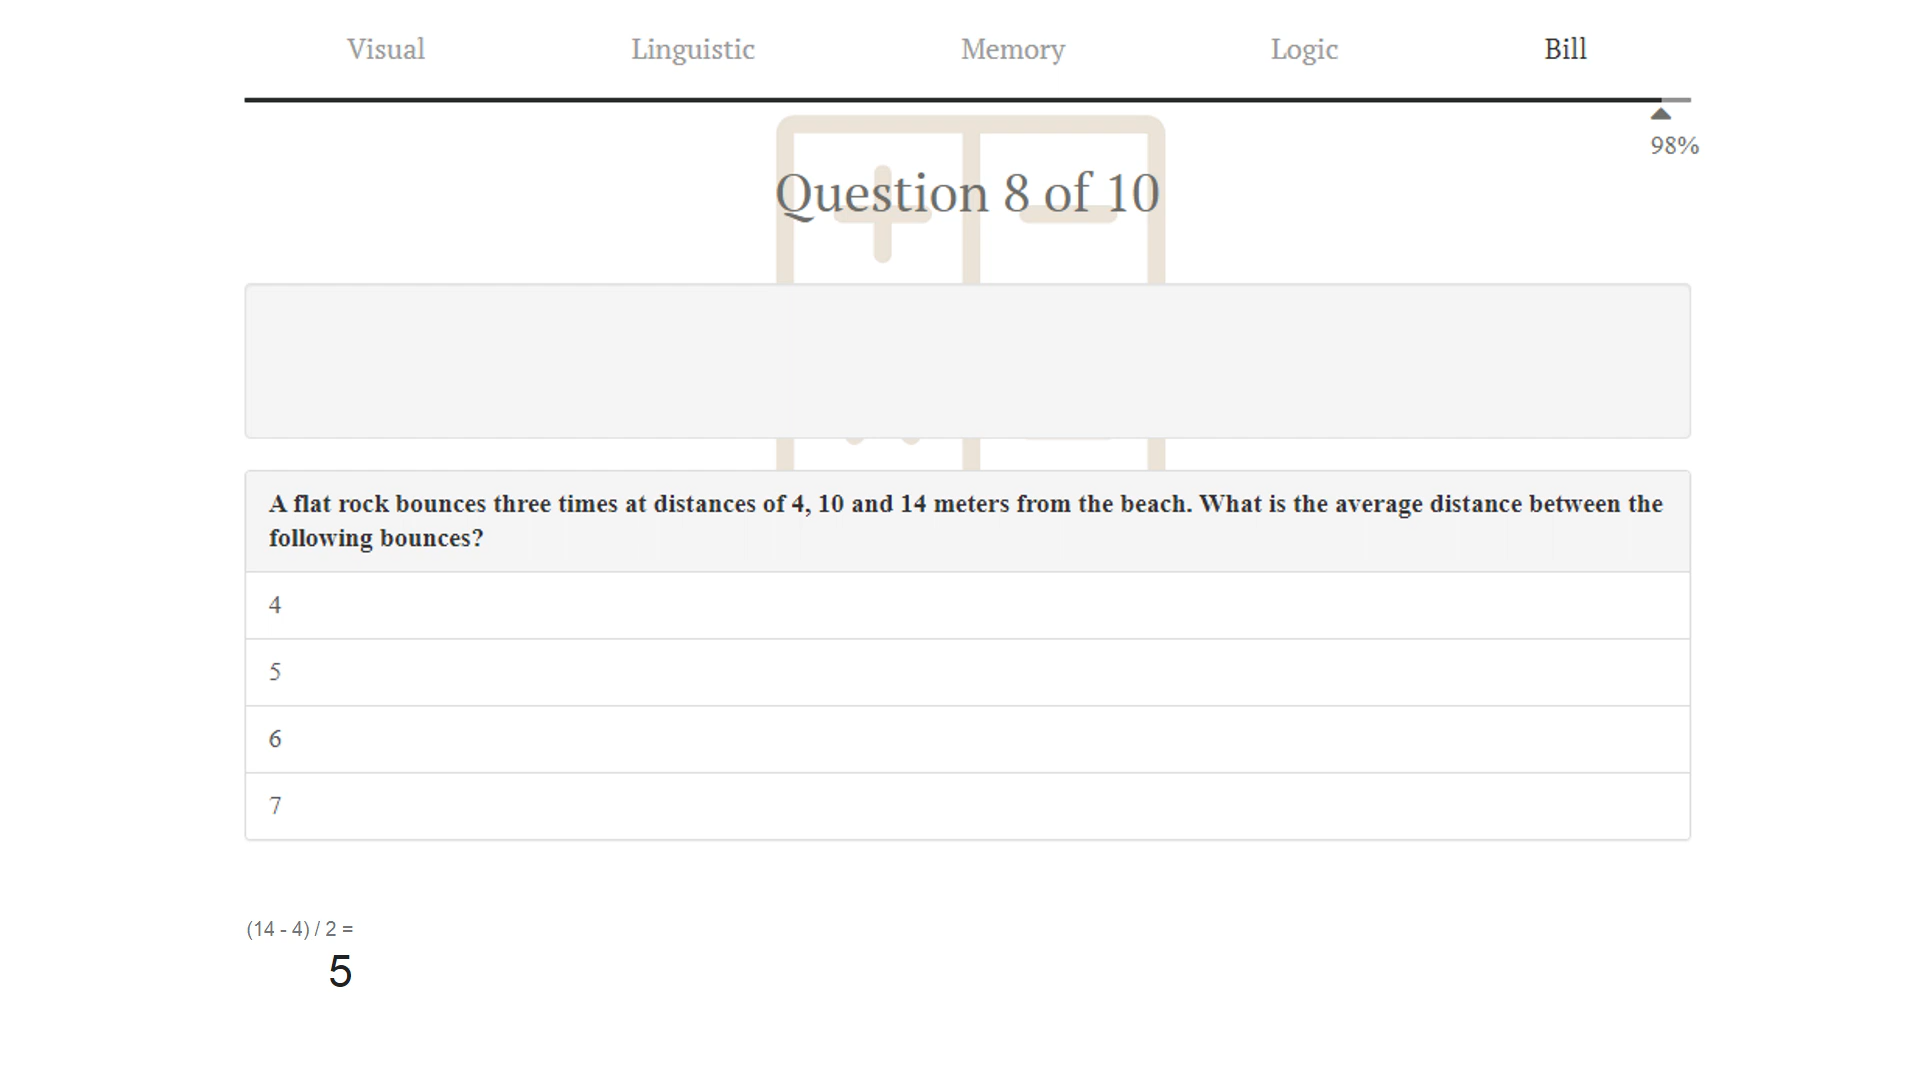 Visual Linguistic Memory Logic Bill
98%
Question 8 of 10
A flat rock bounces three times at distances of 4, 10 and 14 meters from the beach. What is the average distance between the
following bounces?
4
5
6
7
(14 - 4) / 2 =
5